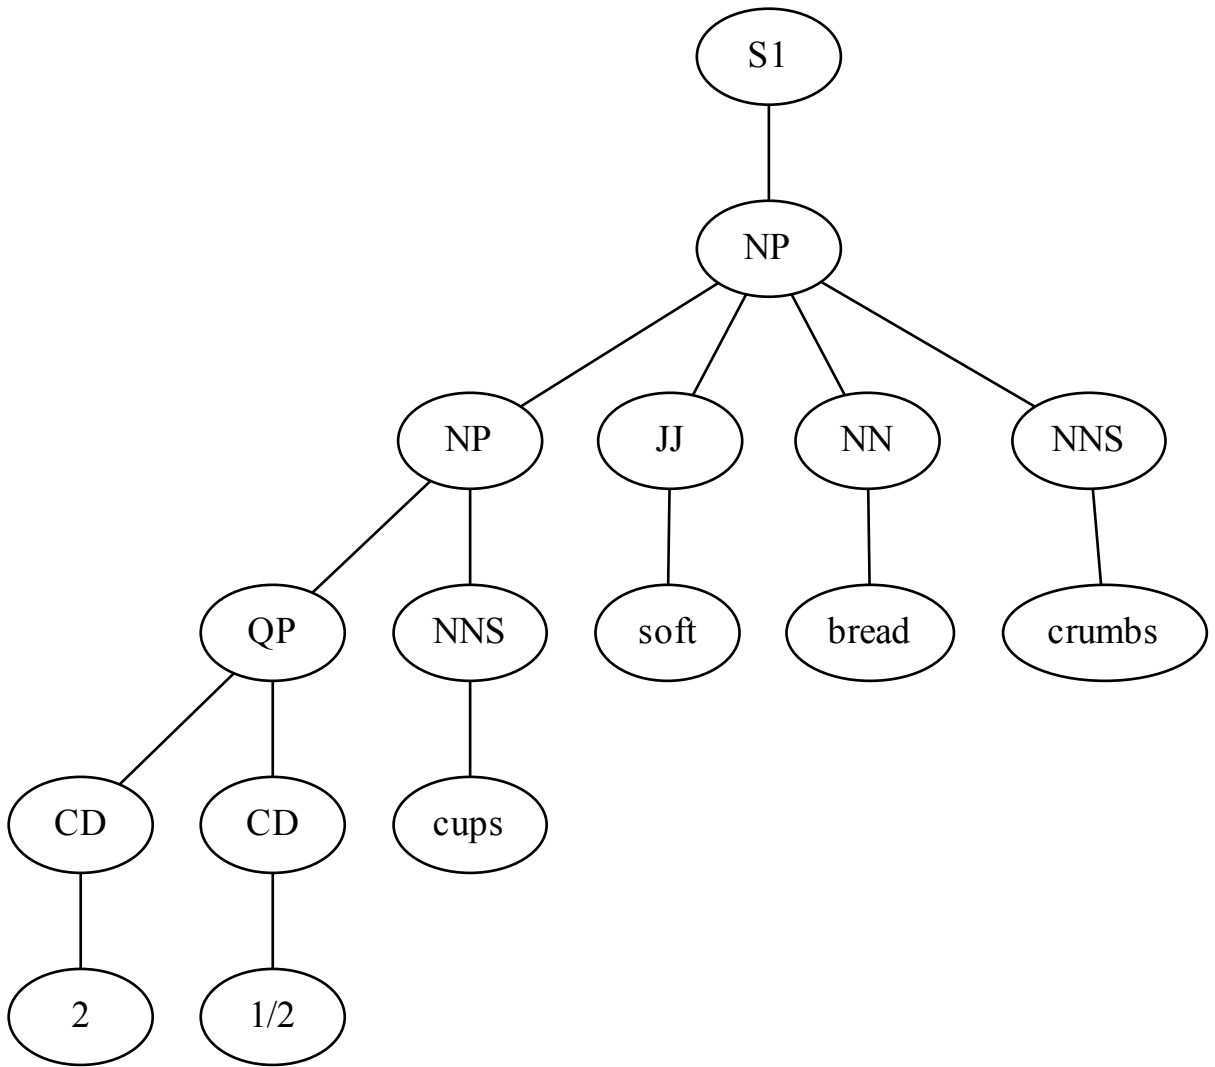 S1
NP
NP JJ NN NNS
QP NNS soft bread crumbs
CD CD cups
2 1/2